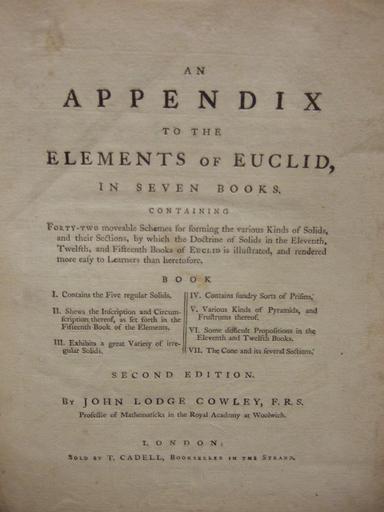 AN
APPENDIX
TO THE
ELEMENTS OF EUCLID,
IN SEVEN BOOKS.
CONTAINING
FORTY-TWO moveable Schemes for forming the various Kinds of Solids,
and their Sections, by which the Doctrine of Solids in the Eleventh,
Twelfth, and Fifteenth Books of EUCLID is illustrated, and rendered
more easy to Learners than heretofore.
BOOK
I. Contains the Five regular Solids.
II. Shews the Inscription and Circum-
scription thereof, as set forth in the
Fifteenth Book of the Elements.
III. Exhibits a great Variety of irre-
gular Solids.
IV. Contains sundry Sorts of Prisms.
V. Various Kinds of Pyramids, and
Frustrums thereof.
VI. Some difficult Propositions in the
Eleventh and Twelfth Books.
VII. The Cone and its several Sections.
SECOND EDITION.
BY JOHN LODGE COWLEY, F.R.S.
Professor of Mathematicks in the Royal Academy at Woolwich.
LONDON:
SOLD BY T. CADELL, BOOKSELLER IN THE STRAND.